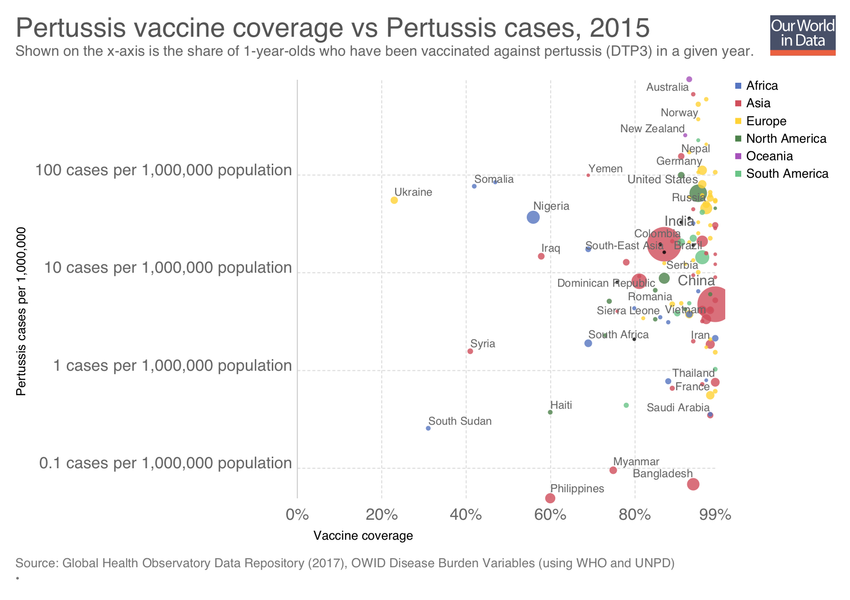 Pertussis vaccine coverage vs Pertussis cases, 2015
Shown on the x-axis is the share of 1-year-olds who have been vaccinated against pertussis (DTP3) in a given year.
Our World
in Data
Africa
Asia
Europe
North America
Oceania
South America
Pertussis cases per 1,000,000
100 cases per 1,000,000 population
10 cases per 1,000,000 population
1 cases per 1,000,000 population
0.1 cases per 1,000,000 population
Australia
Norway
New Zealand
Nepal
Germany
Yemen
United States
Somalia
Ukraine
Russia
Nigeria
India
Colombia
South-East Asia
Brazil
Iraq
Serbia
Dominican Republic
China
Romania
Sierra Leone
Vietnam
South Africa
Iran
Syria
Thailand
France
Haiti
Saudi Arabia
South Sudan
Myanmar
Bangladesh
Philippines
0%
20%
40%
60%
80%
99%
Vaccine coverage
Source: Global Health Observatory Data Repository (2017), OWID Disease Burden Variables (using WHO and UNPD)